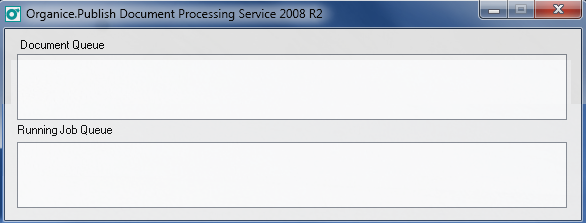 Organice.Publish Document Processing Service 2008 R2
Document Queue
Running Job Queue